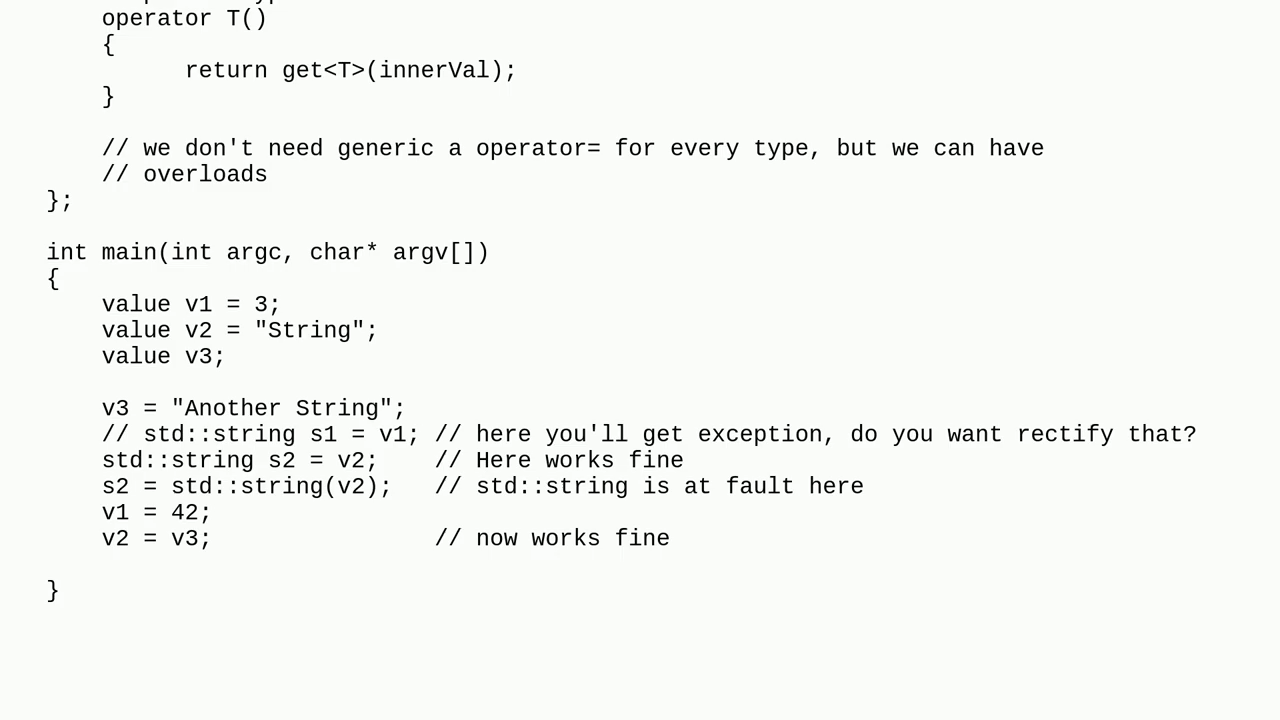 operator T()
{
return get<T>(innerVal);
}
// we don't need generic a operator= for every type, but we can have
// overloads
};
int main(int argc, char* argv[])
{
value v1 = 3;
value v2 = "String";
value v3;
v3 = "Another String";
// std::string s1 = v1; // here you'll get exception, do you want rectify that?
std::string s2 = v2;    // Here works fine
s2 = std::string(v2);   // std::string is at fault here
v1 = 42;
v2 = v3;                // now works fine
}